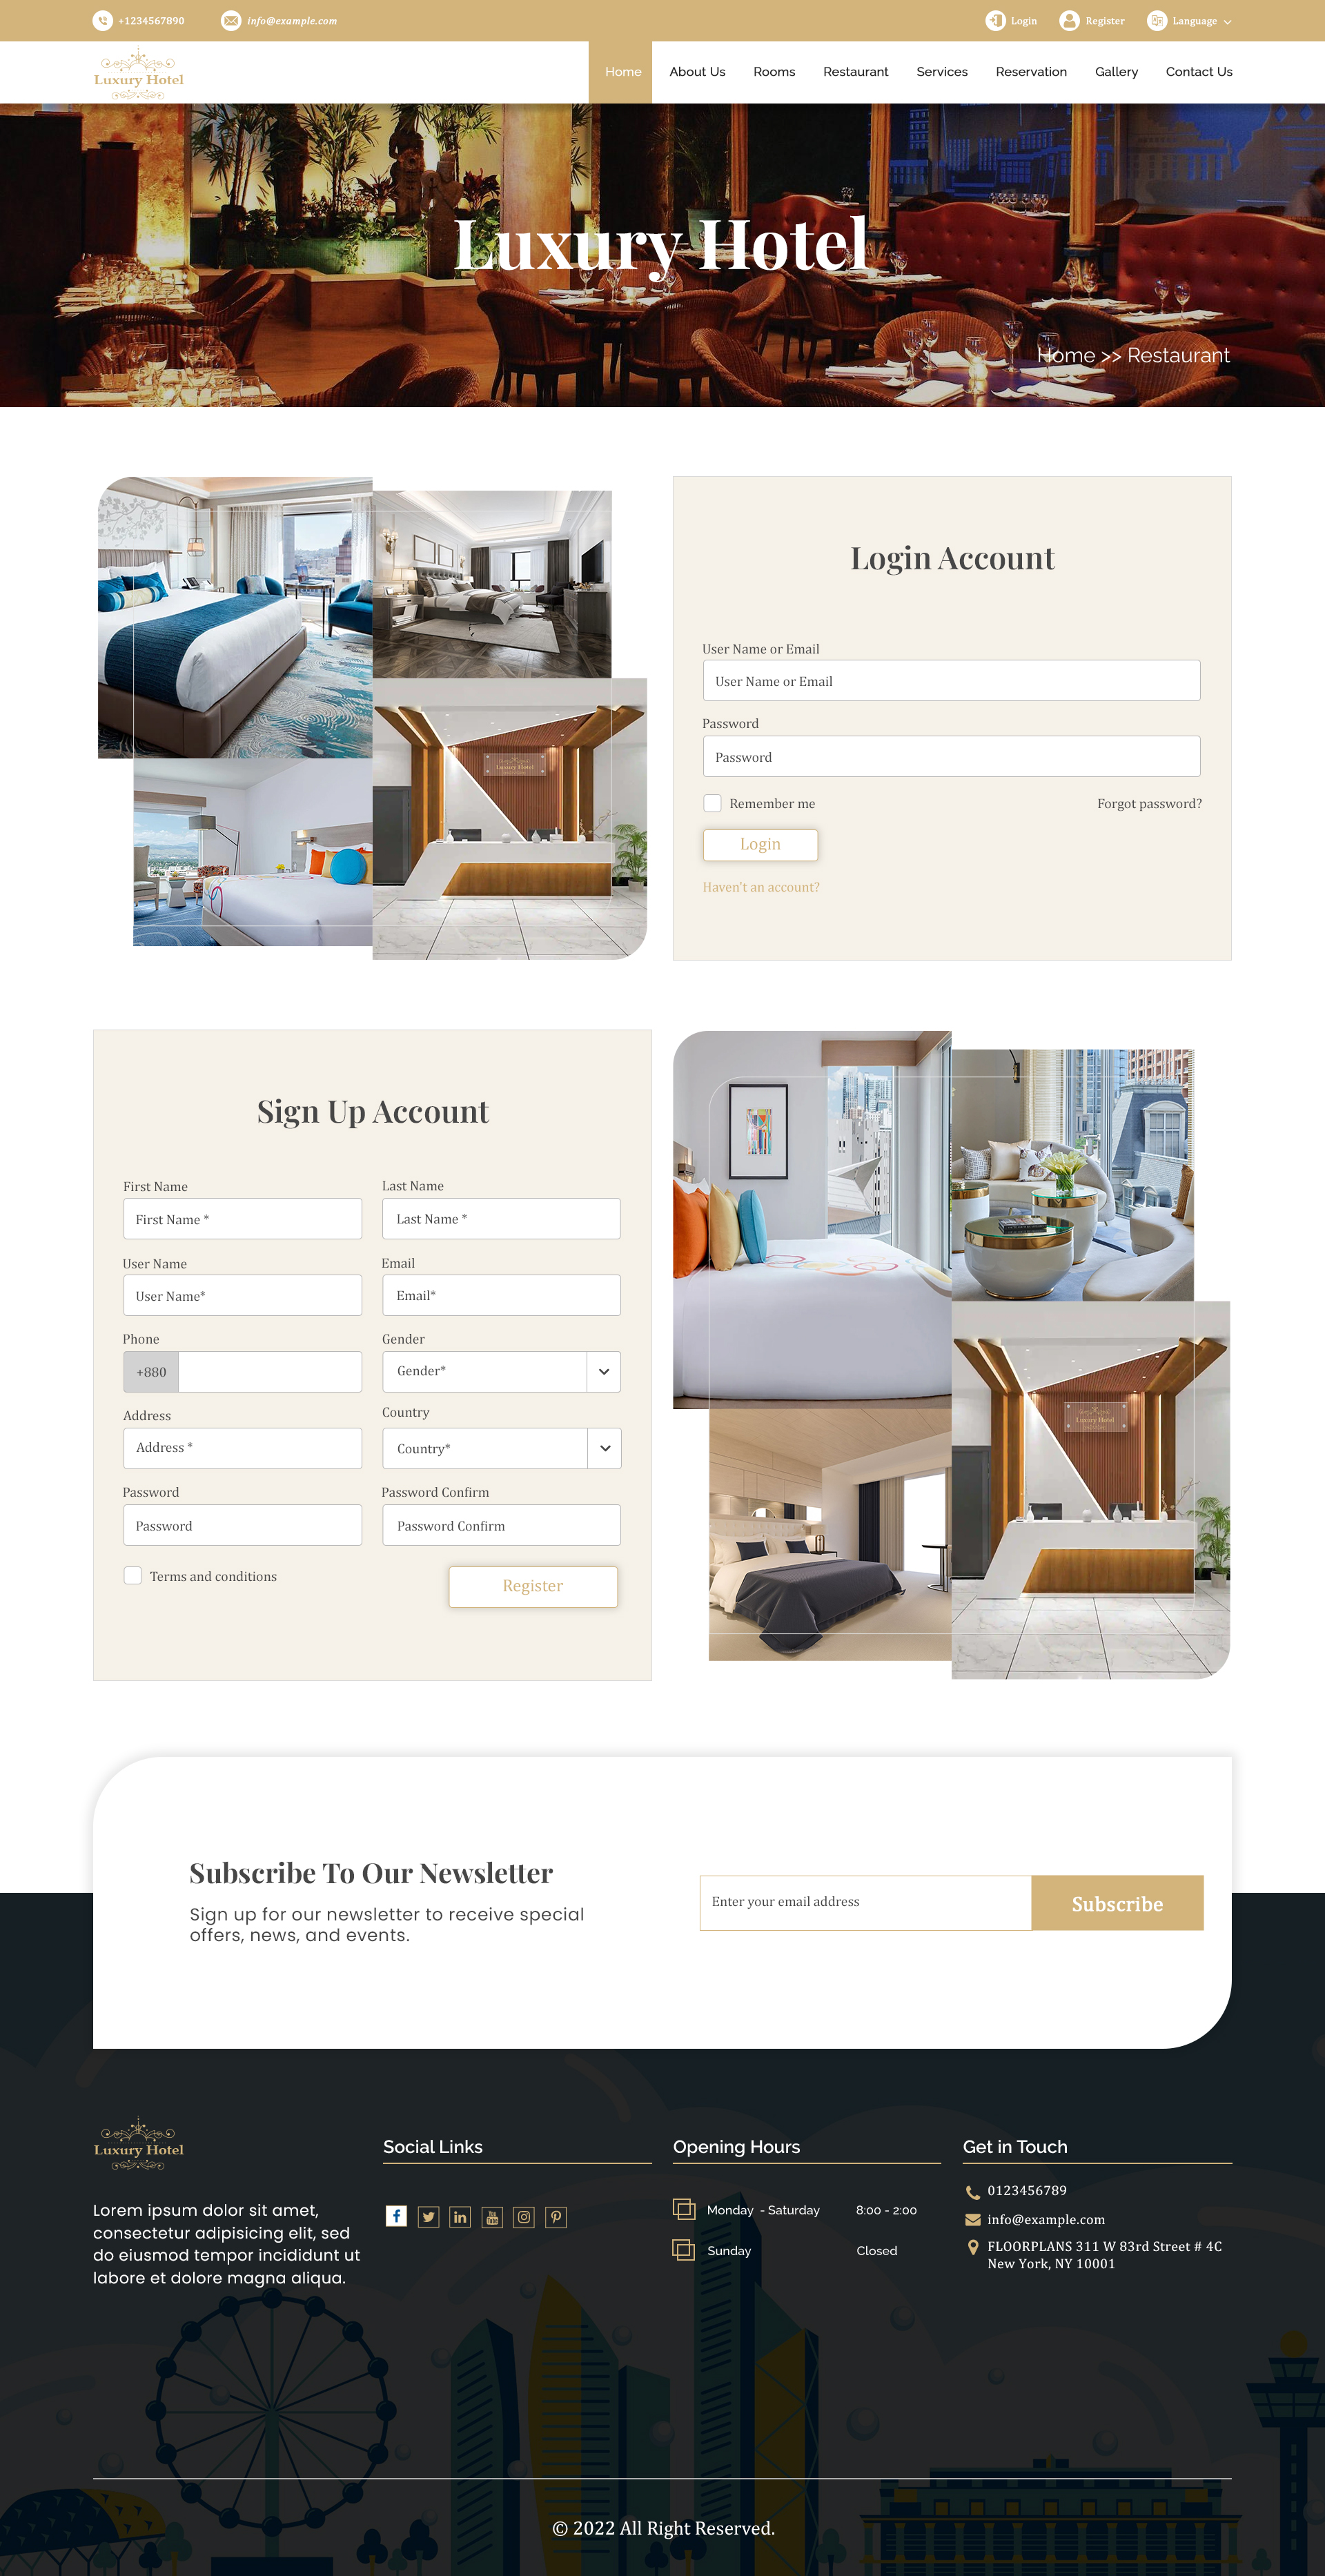 +1234567890
info@example.com
Login
Register
Language
Luxury Hotel
Home
About Us
Rooms
Restaurant
Services
Reservation
Gallery
Contact Us
Luxury Hotel
Home >> Restaurant
Luxury Hotel
Login Account
User Name or Email
User Name or Email
Password
Password
Remember me
Forgot password?
Login
Haven't an account?
Sign Up Account
First Name
Last Name
First Name *
Last Name *
User Name
Email
User Name*
Email*
Phone
Gender
+880
Gender*
Address
Country
Address *
Country*
Password
Password Confirm
Password
Password Confirm
Terms and conditions
Register
Luxury Hotel
Subscribe To Our Newsletter
Sign up for our newsletter to receive special
offers, news, and events.
Enter your email address
Subscribe
Luxury Hotel
Lorem ipsum dolor sit amet,
consectetur adipisicing elit, sed
do eiusmod tempor incididunt ut
labore et dolore magna aliqua.
Social Links
Opening Hours
Monday - Saturday
8:00 - 2:00
Sunday
Closed
Get in Touch
0123456789
info@example.com
FLOORPLANS 311 W 83rd Street # 4C
New York, NY 10001
© 2022 All Right Reserved.